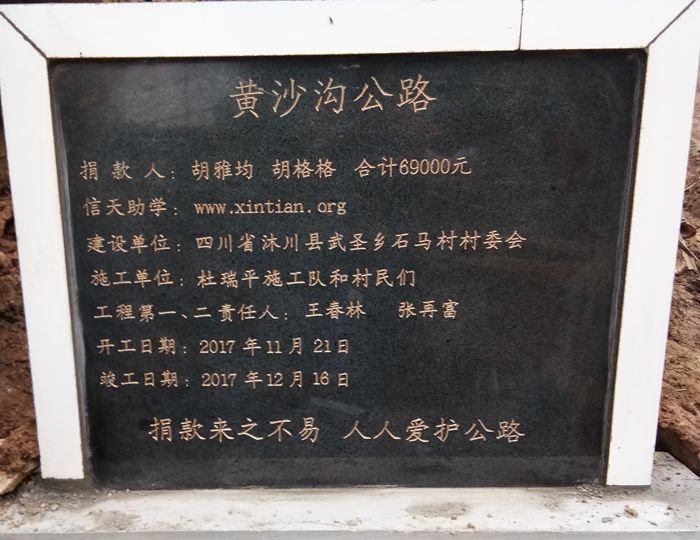 黄沙沟公路
捐 款 人：胡雅均 胡格格 合计69000元
信天助学：www.xintian.org
建设单位：四川省沐川县武圣乡石马村村委会
施工单位：杜瑞平施工队和村民们
工程第一、二责任人：王春林 张再富
开工日期：2017 年 11 月 21 日
竣工日期：2017 年 12 月 16 日
捐款来之不易 人人爱护公路